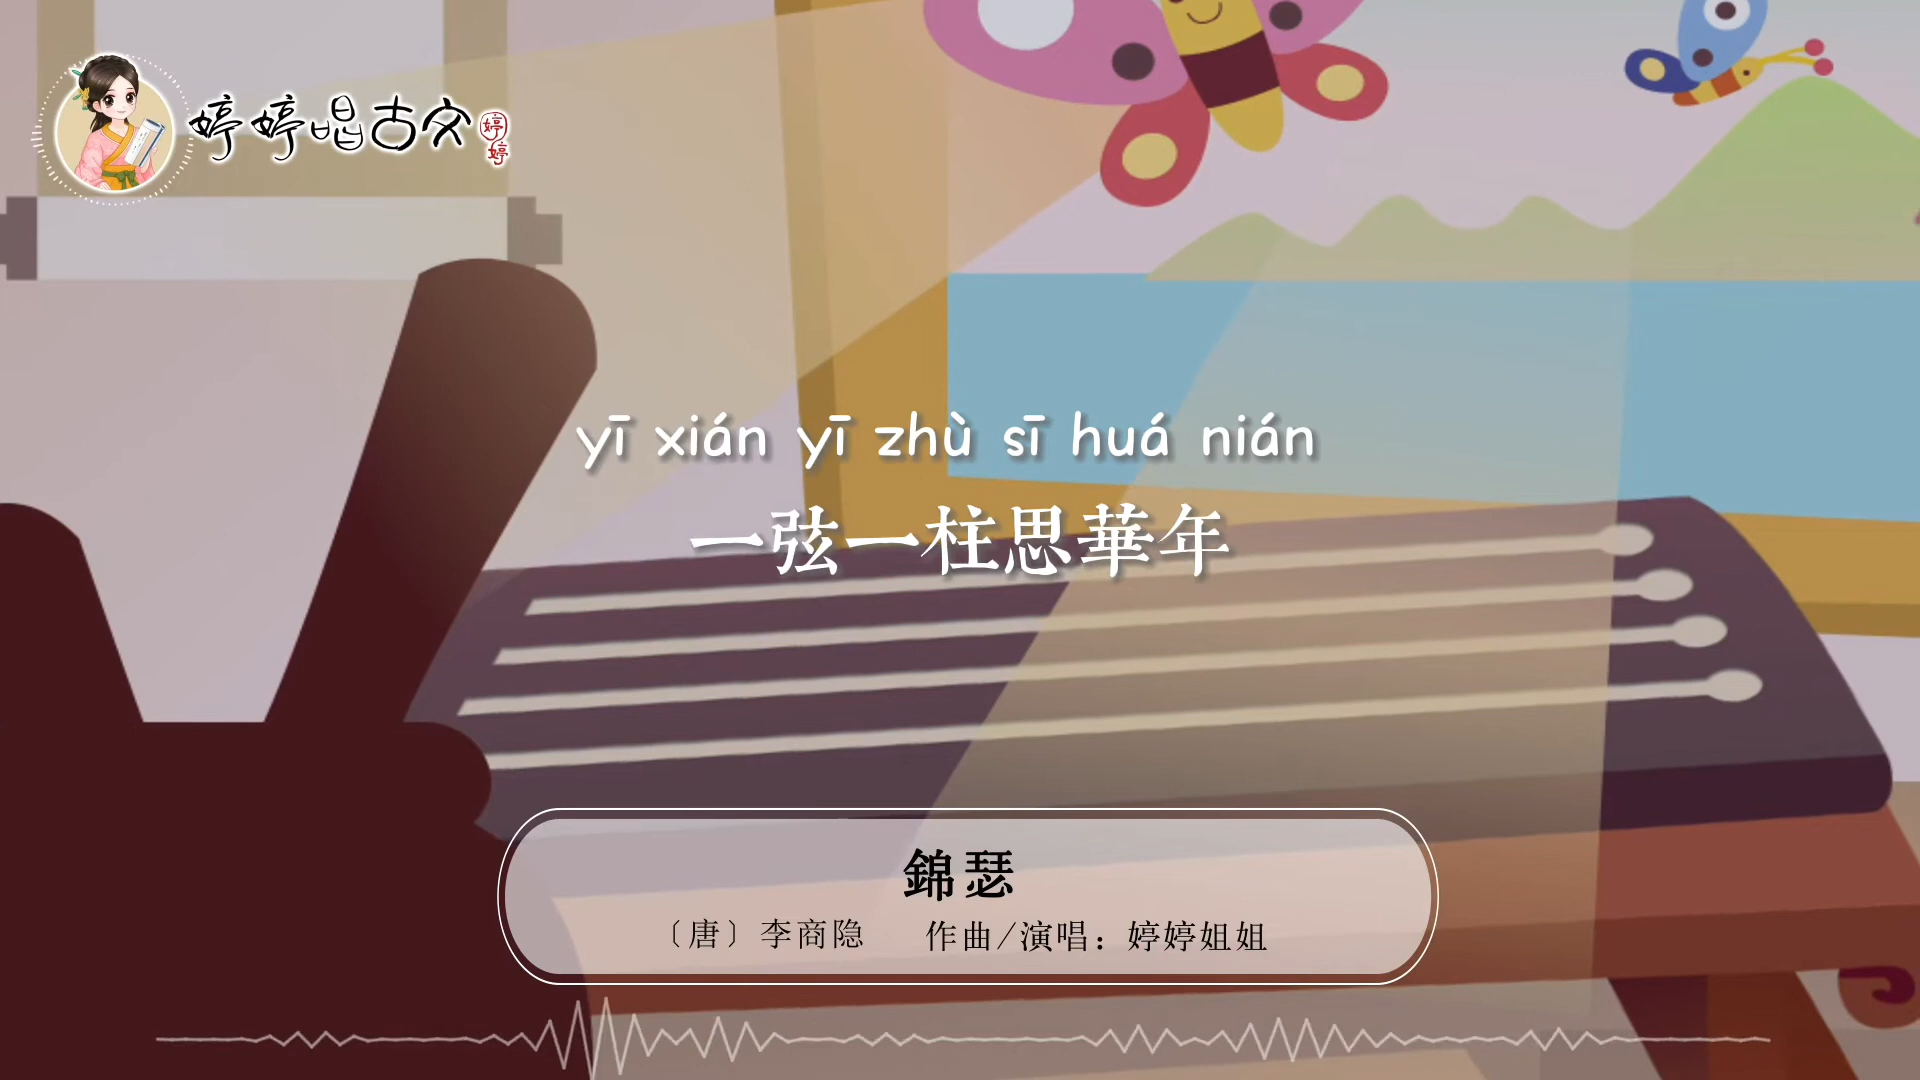 婷婷唱古文
婷婷
yī xián yī zhù sī huá nián
一弦一柱思華年
錦瑟
〔唐〕李商隐 作曲/演唱：婷婷姐姐